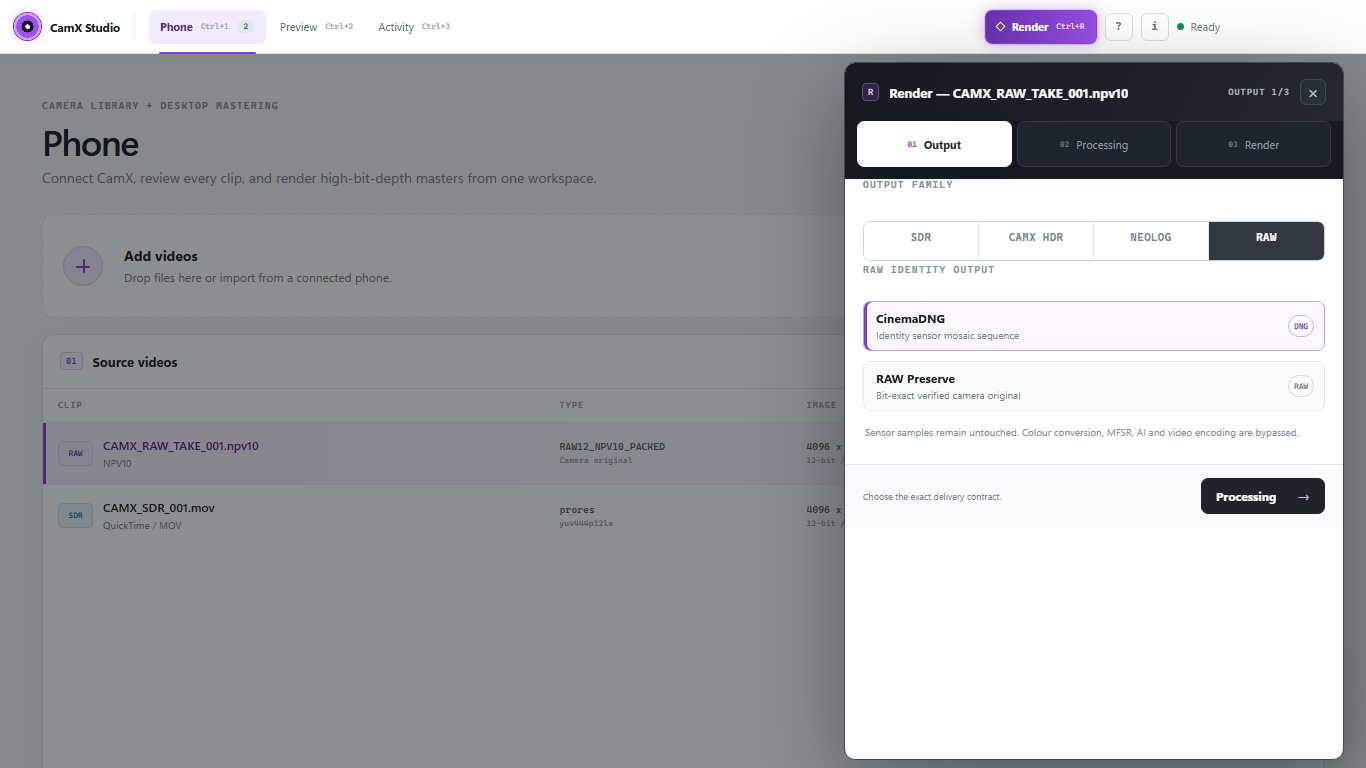 CamX Studio
Phone Ctrl+1 2
Preview Ctrl+2
Activity Ctrl+3
Render Ctrl+R
?
i
Ready
CAMERA LIBRARY + DESKTOP MASTERING
Phone
Connect CamX, review every clip, and render high-bit-depth masters from one workspace.
Add videos
Drop files here or import from a connected phone.
01 Source videos
CLIP TYPE IMAGE
RAW CAMX_RAW_TAKE_001.npv10 RAW12_NPV10_PACKED 4096 x
NPV10 Camera original 12-bit /
SDR CAMX_SDR_001.mov prores 4096 x
QuickTime / MOV yuv444p12le 12-bit /
R Render — CAMX_RAW_TAKE_001.npv10 OUTPUT 1/3 ×
01 Output 02 Processing 03 Render
OUTPUT FAMILY
SDR CAMX HDR NEOLOG RAW
RAW IDENTITY OUTPUT
CinemaDNG
Identity sensor mosaic sequence
DNG
RAW Preserve
Bit-exact verified camera original
RAW
Sensor samples remain untouched. Colour conversion, MFSR, AI and video encoding are bypassed.
Choose the exact delivery contract.
Processing →